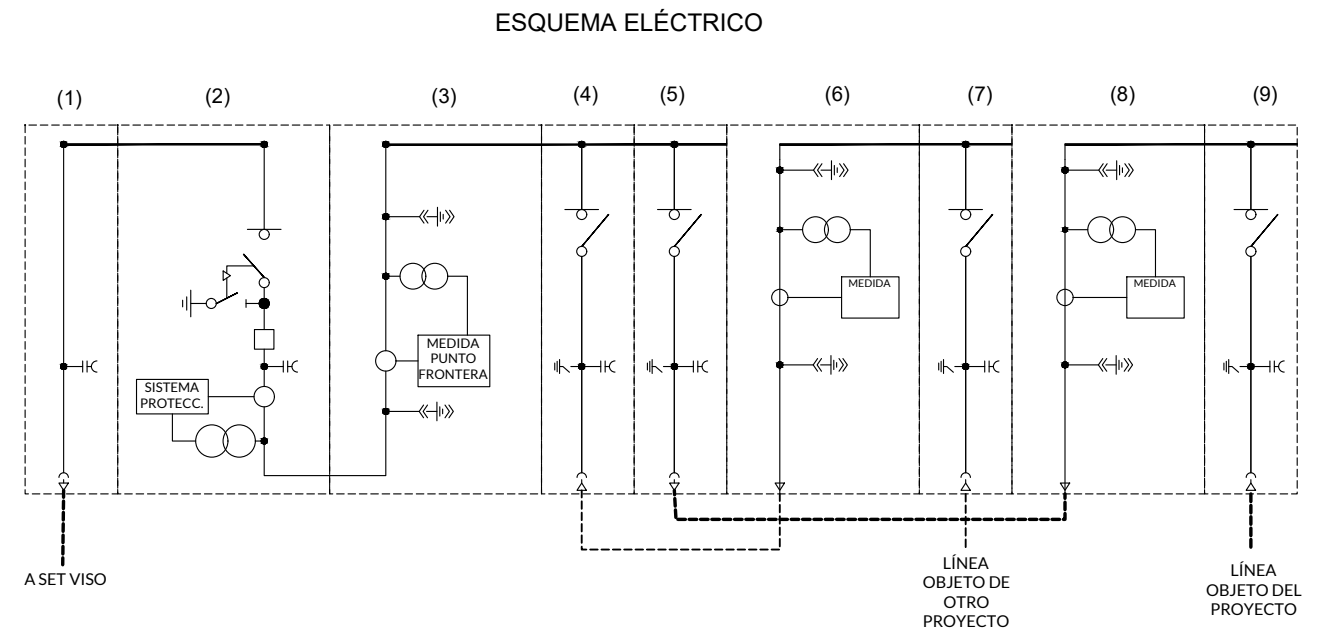 ESQUEMA ELÉCTRICO
(1) (2) (3) (4) (5) (6) (7) (8) (9)
MEDIDA
MEDIDA
MEDIDA
PUNTO
FRONTERA
SISTEMA
PROTECC.
A SET VISO
LÍNEA
OBJETO DE
OTRO
PROYECTO
LÍNEA
OBJETO DEL
PROYECTO